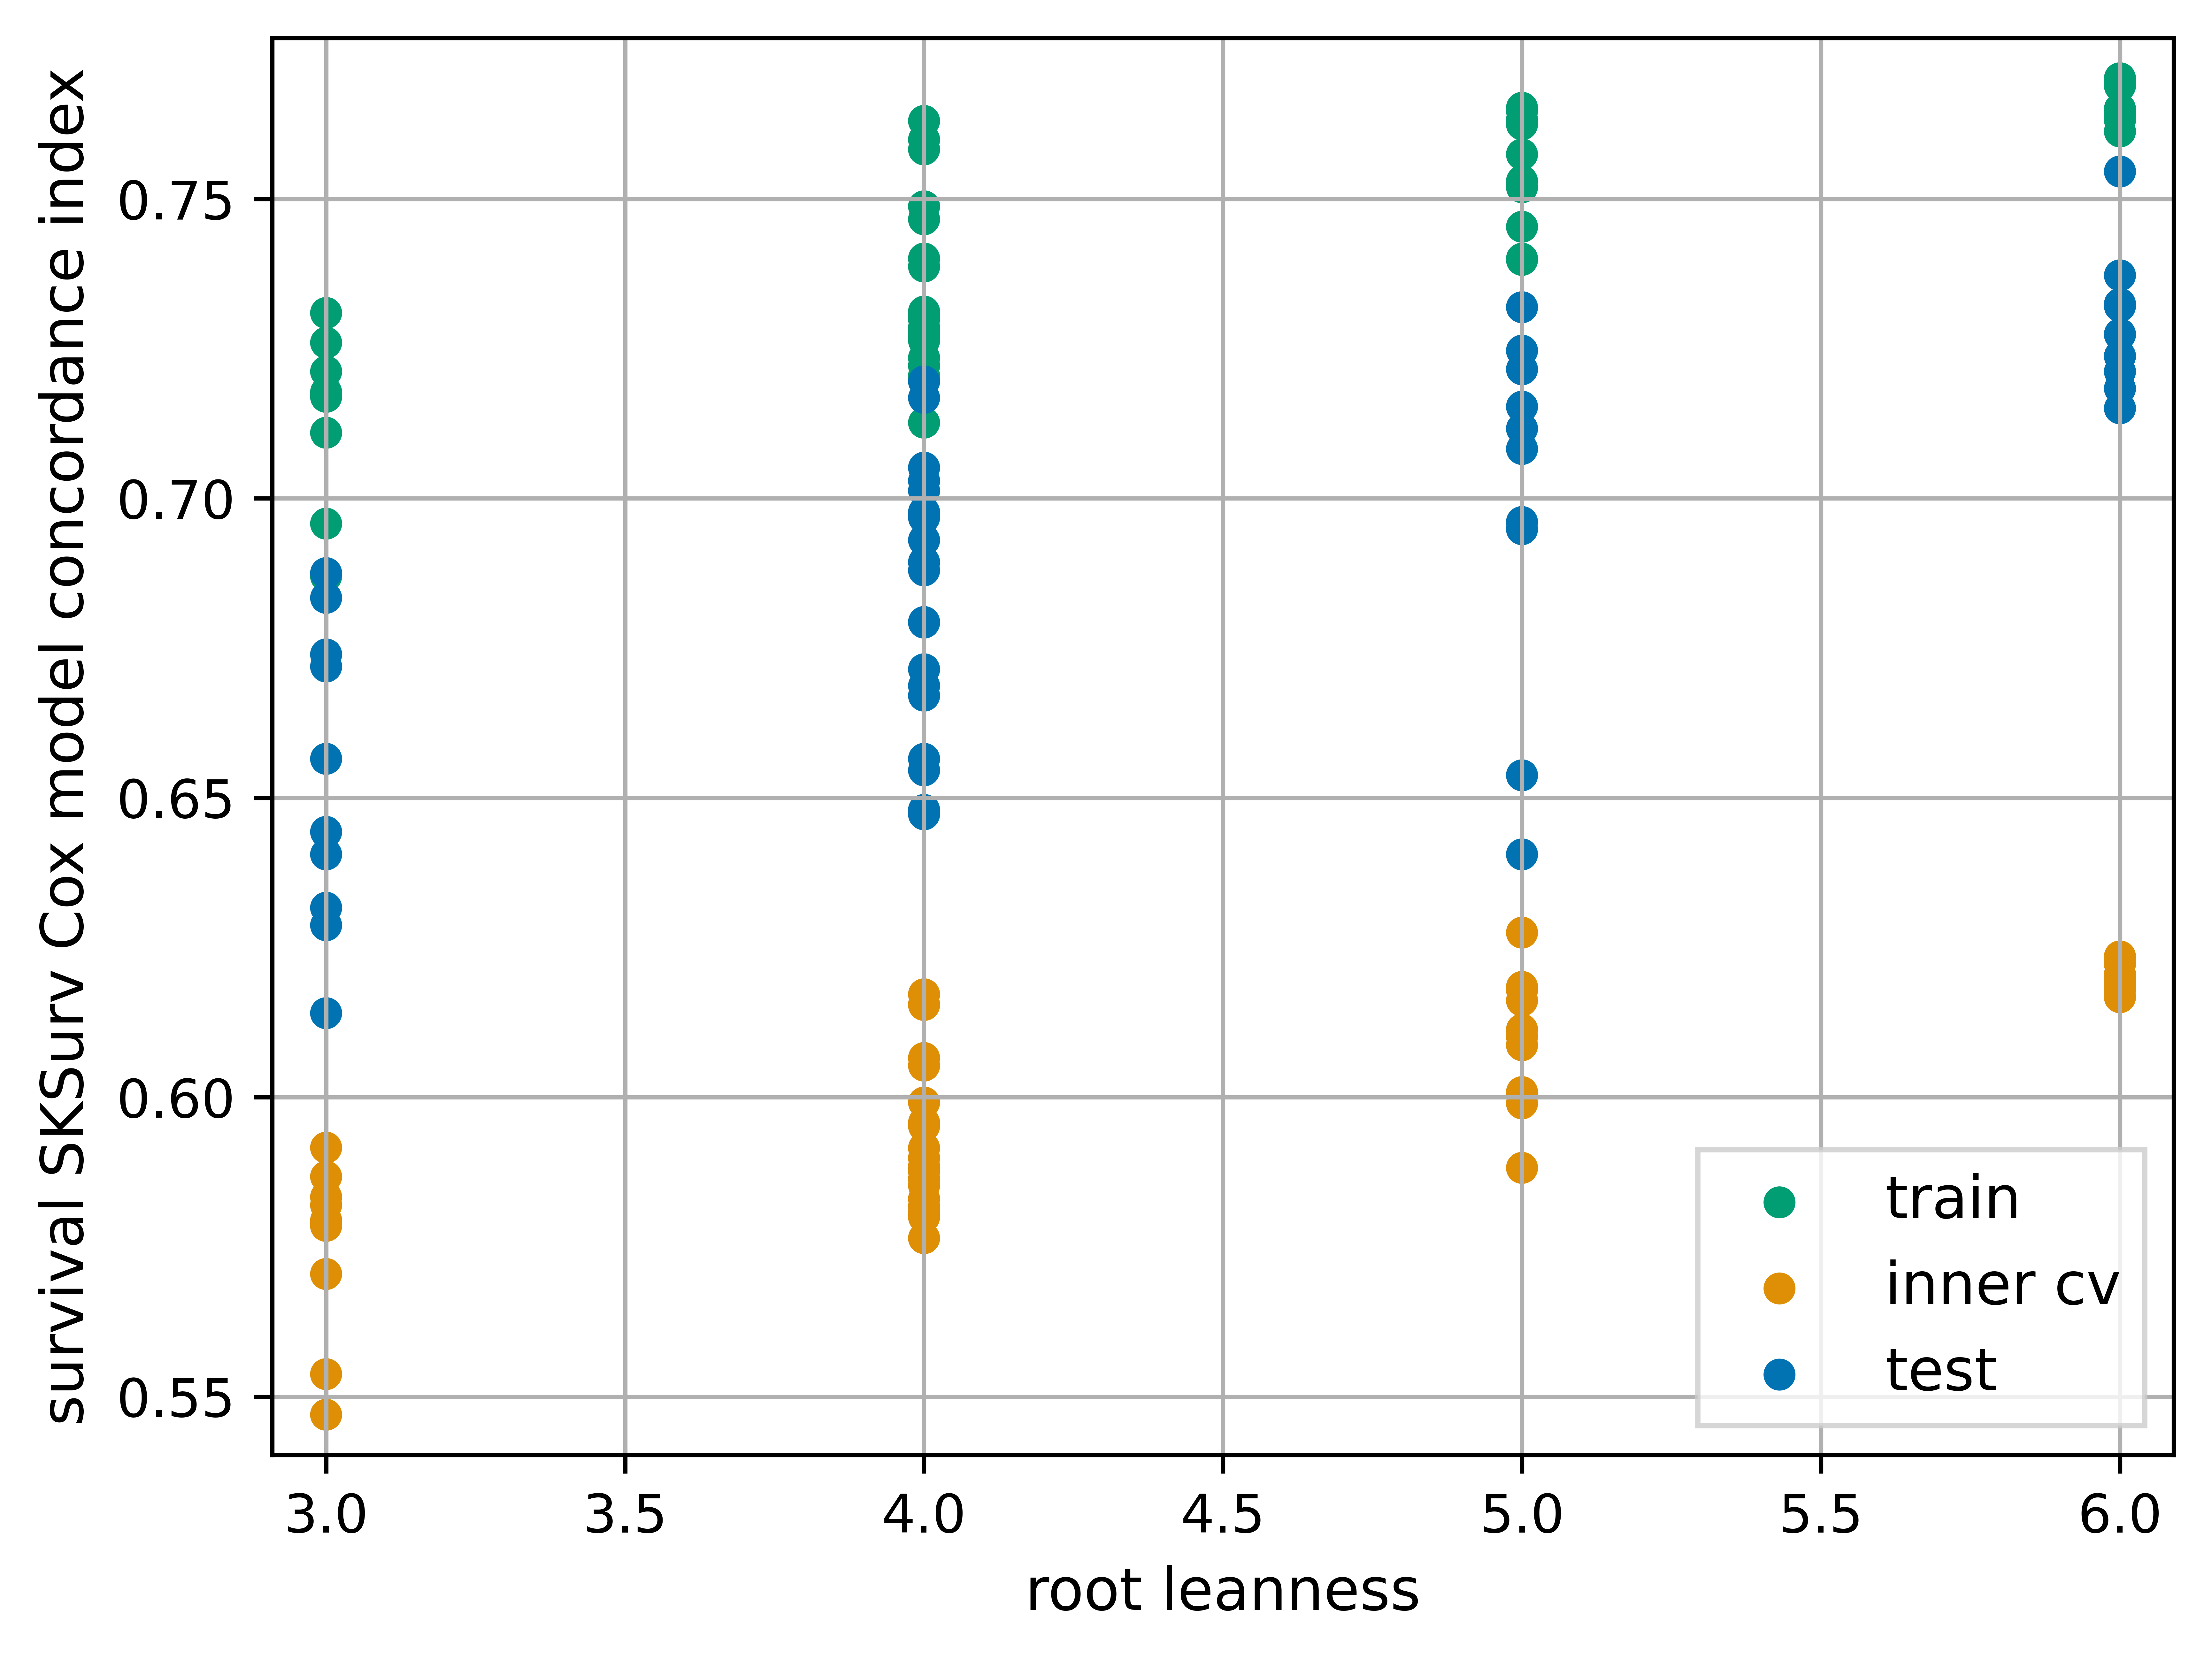 survival SKSurv Cox model concordance index
0.75
0.70
0.65
0.60
0.55
3.0 3.5 4.0 4.5 5.0 5.5 6.0
root leanness
train
inner cv
test